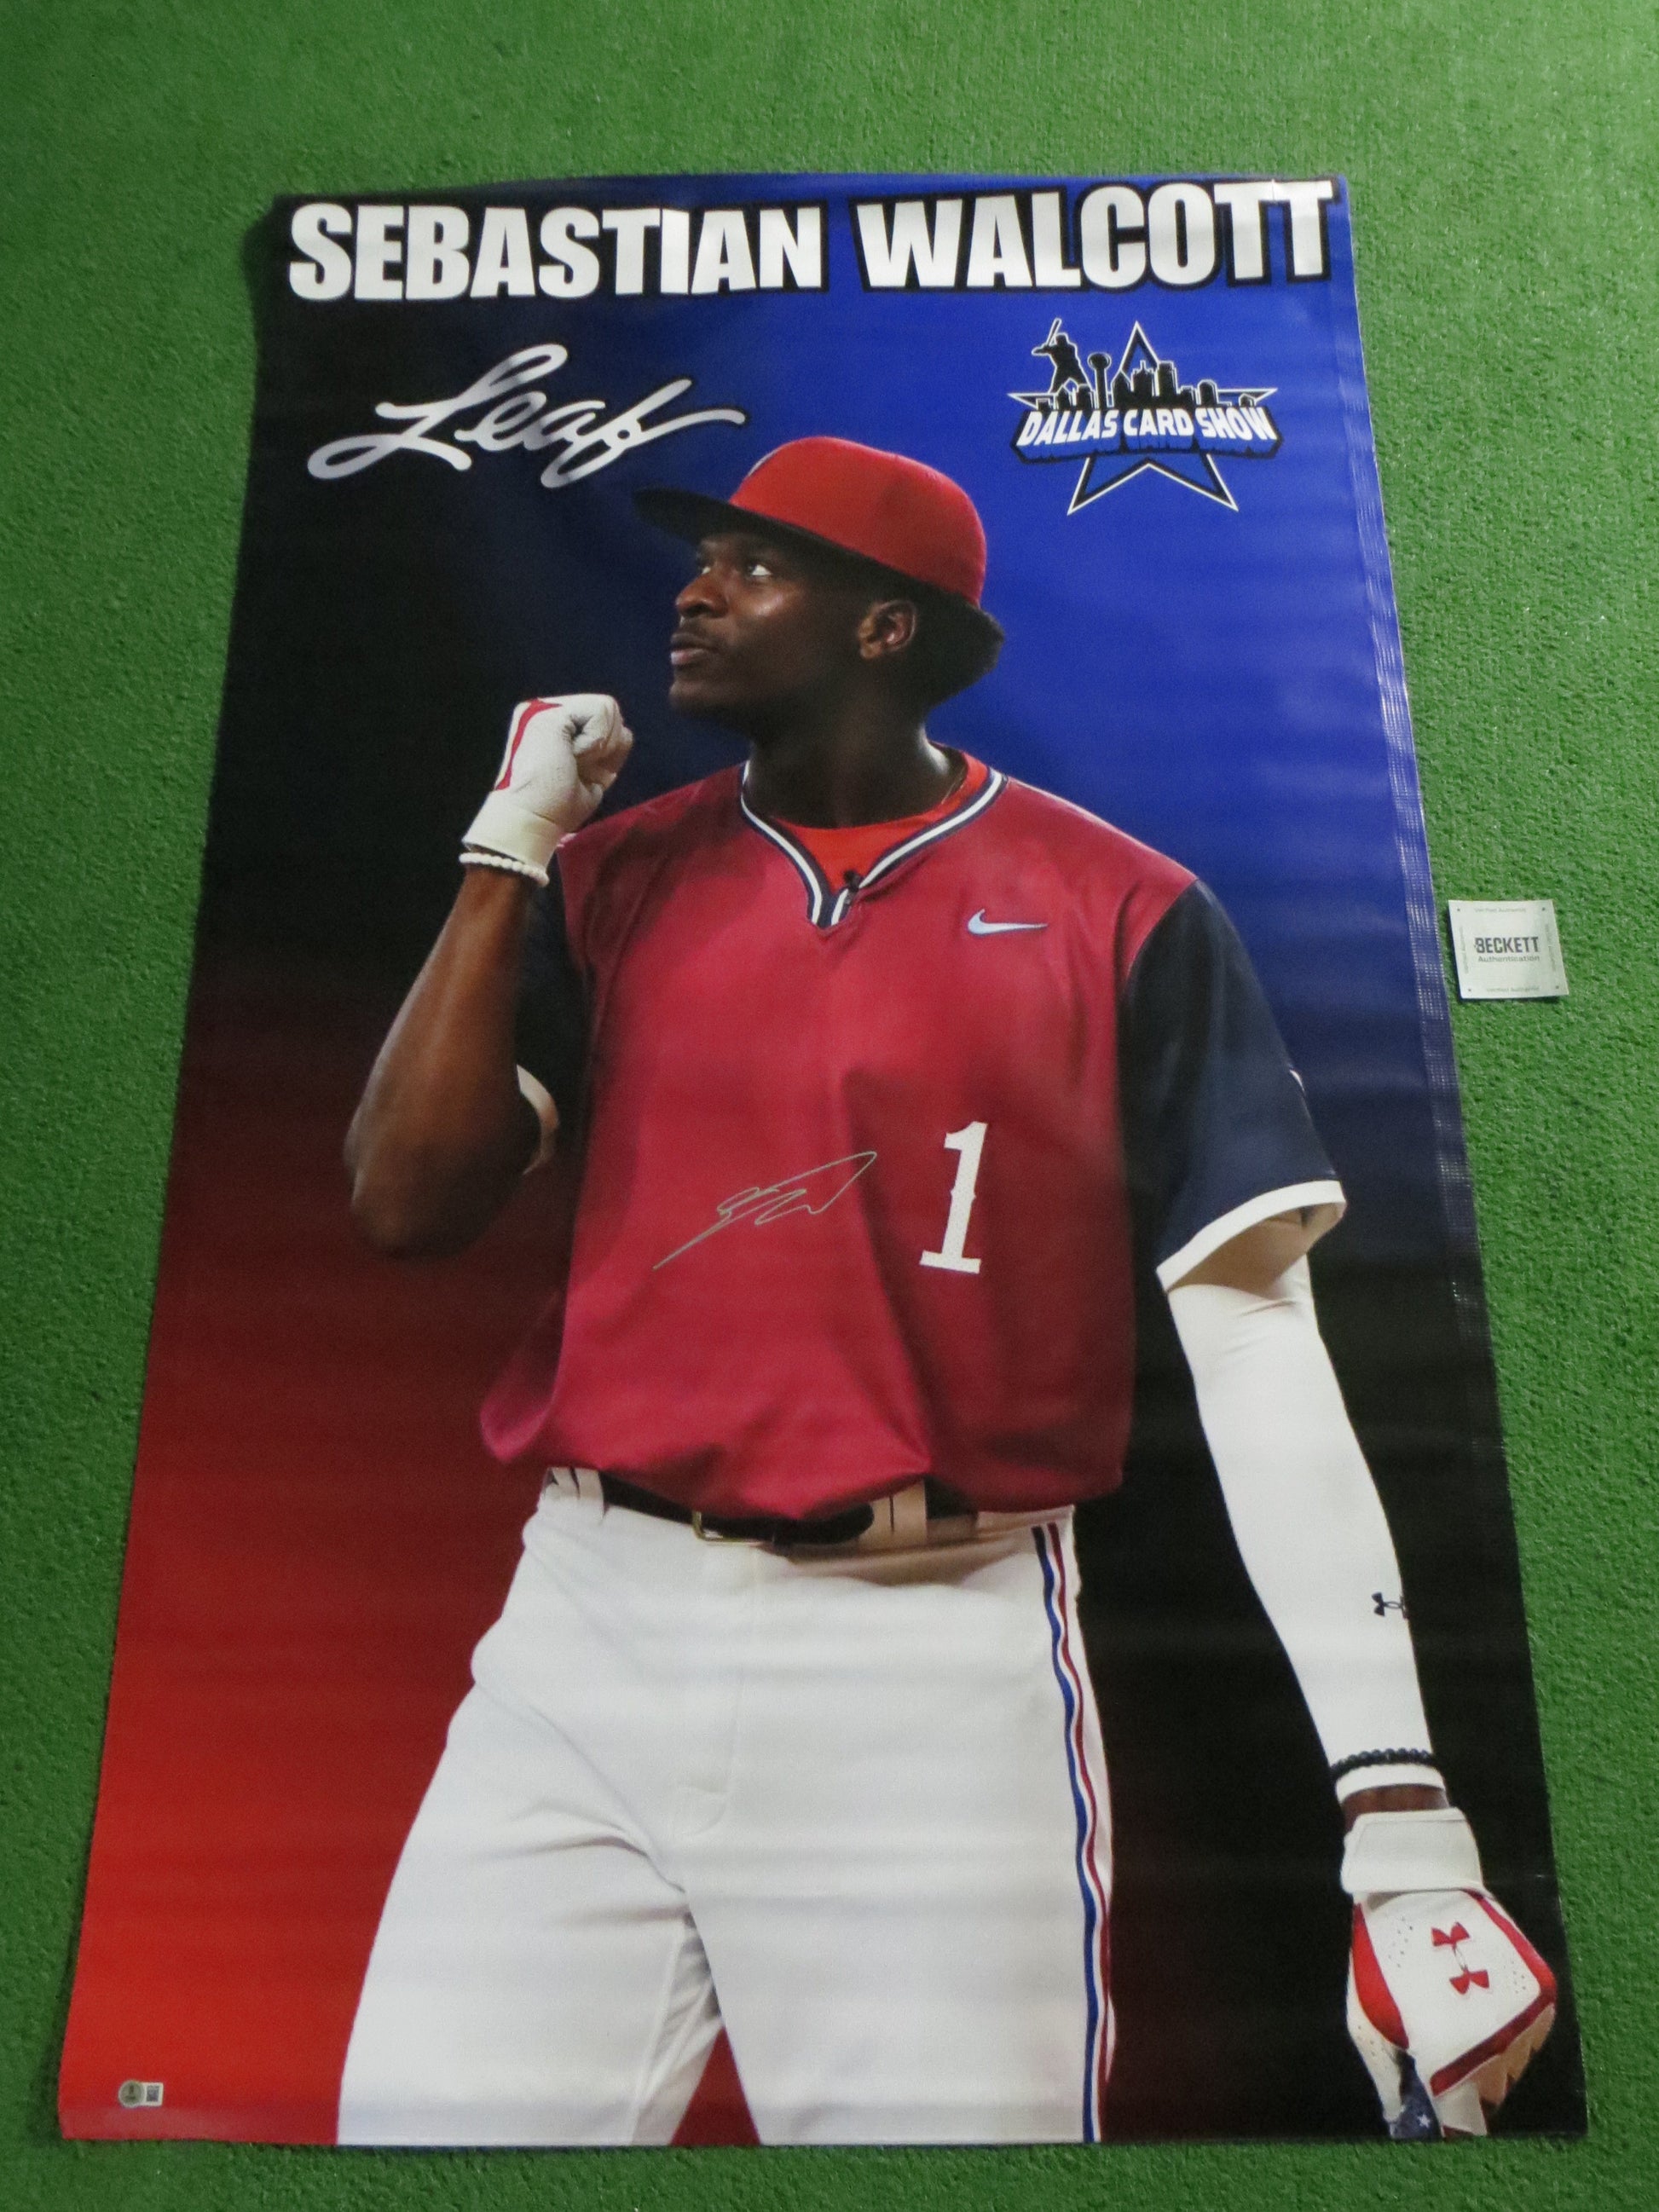 SEBASTIAN WALCOTT
Leaf
DALLAS CARD SHOW
BECKETT
Authentication
1